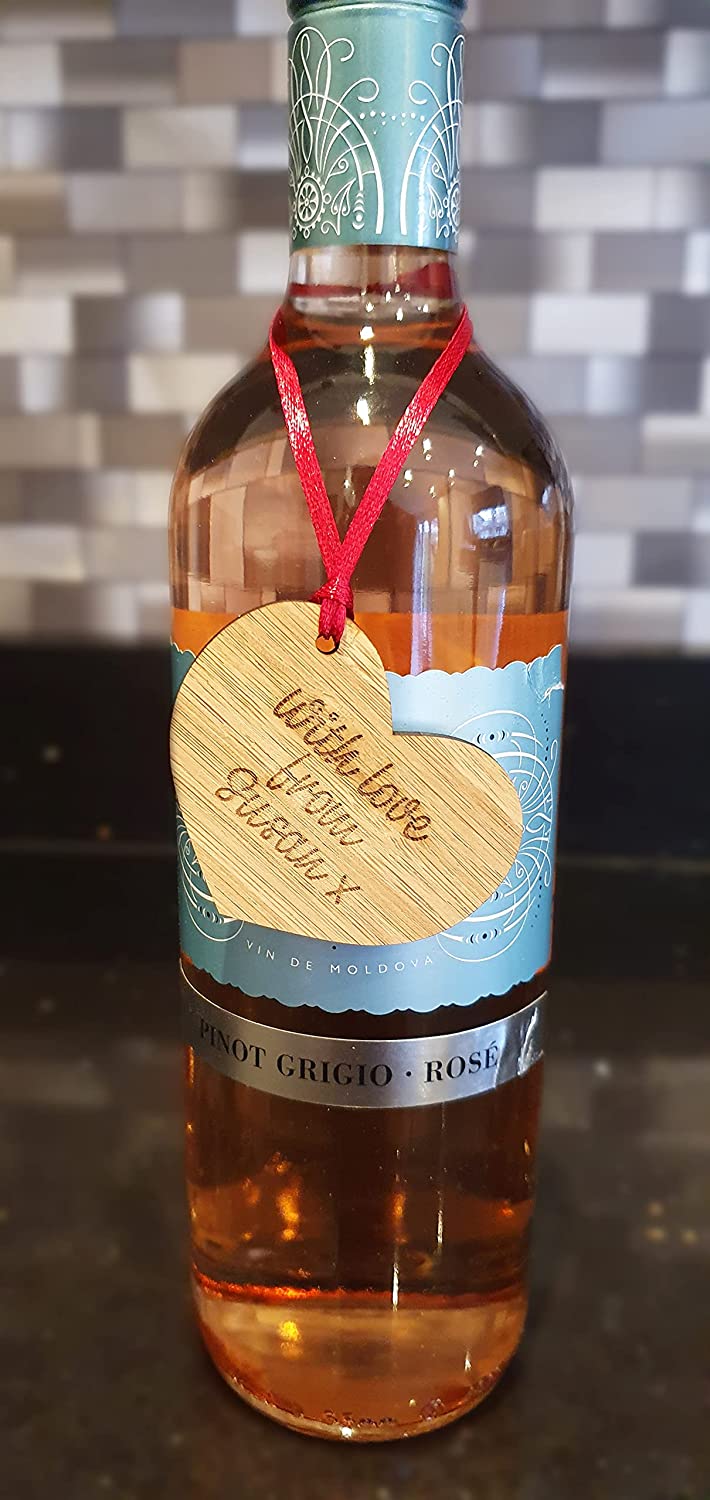 With love
from
Susan x
VIN DE MOLDOVA
PINOT GRIGIO · ROSÉ